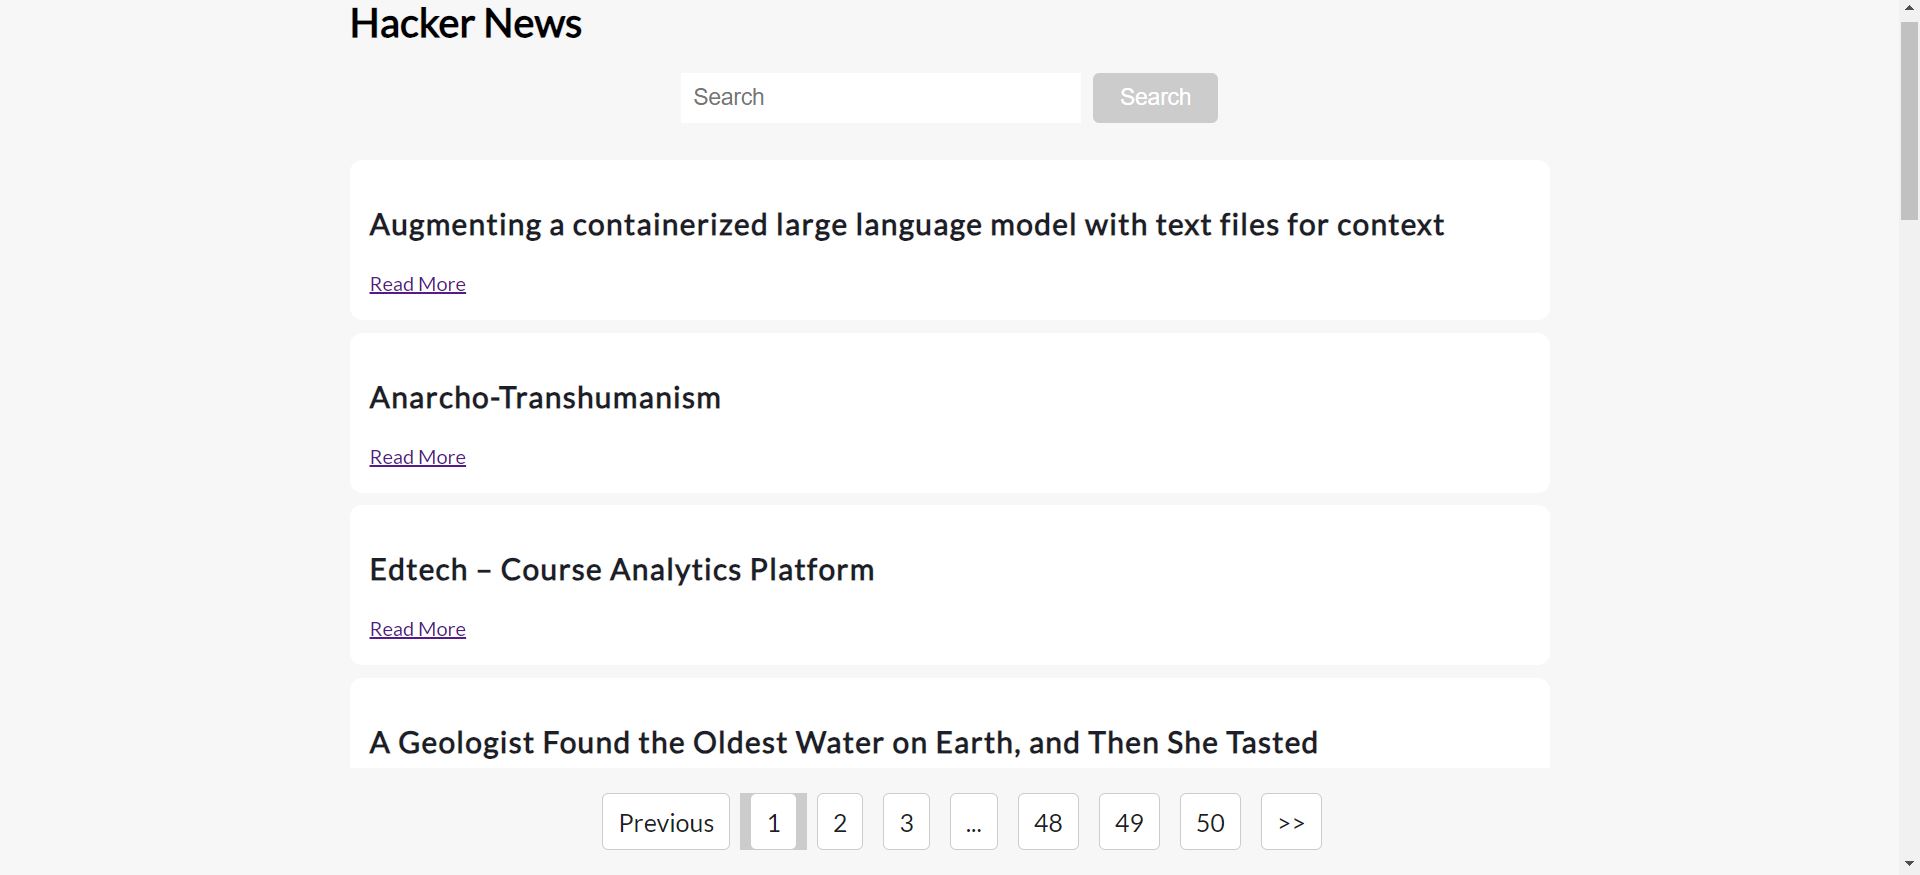 Hacker News
Search Search
Augmenting a containerized large language model with text files for context
Read More
Anarcho-Transhumanism
Read More
Edtech – Course Analytics Platform
Read More
A Geologist Found the Oldest Water on Earth, and Then She Tasted
Previous 1 2 3 ... 48 49 50 >>